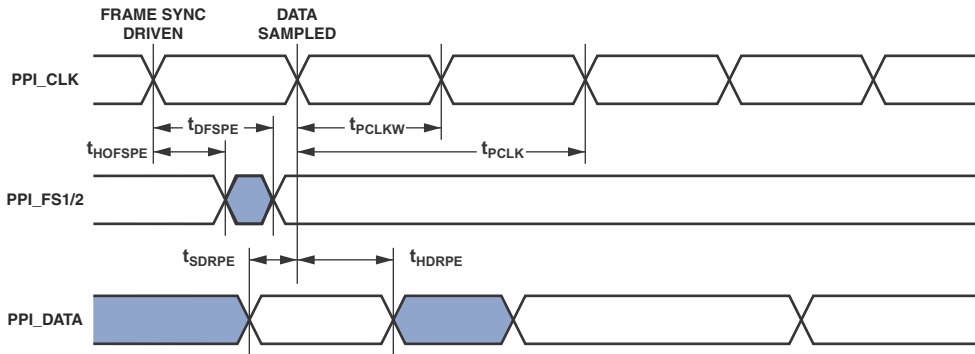 FRAME SYNC
DRIVEN
DATA
SAMPLED
PPI_CLK
tDFSPE
tPCLKW
tHOFSPE
tPCLK
PPI_FS1/2
tSDRPE
tHDRPE
PPI_DATA